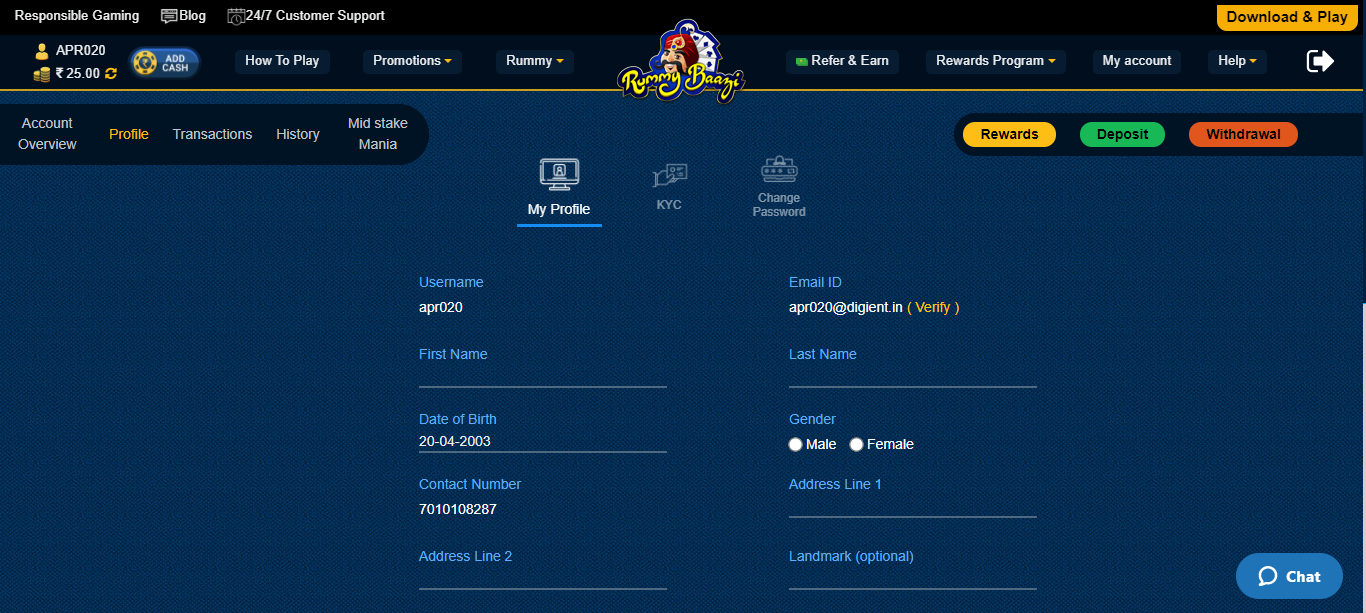 Responsible Gaming Blog 24/7 Customer Support Download & Play
APR020
₹ 25.00
ADD
CASH
How To Play Promotions Rummy Rummy Baazi Refer & Earn Rewards Program My account Help
Account
Overview
Profile Transactions History
Mid stake
Mania
Rewards Deposit Withdrawal
My Profile
KYC
Change
Password
Username Email ID
apr020 apr020@digient.in ( Verify )
First Name Last Name
Date of Birth Gender
20-04-2003 Male Female
Contact Number Address Line 1
7010108287
Address Line 2 Landmark (optional)
Chat